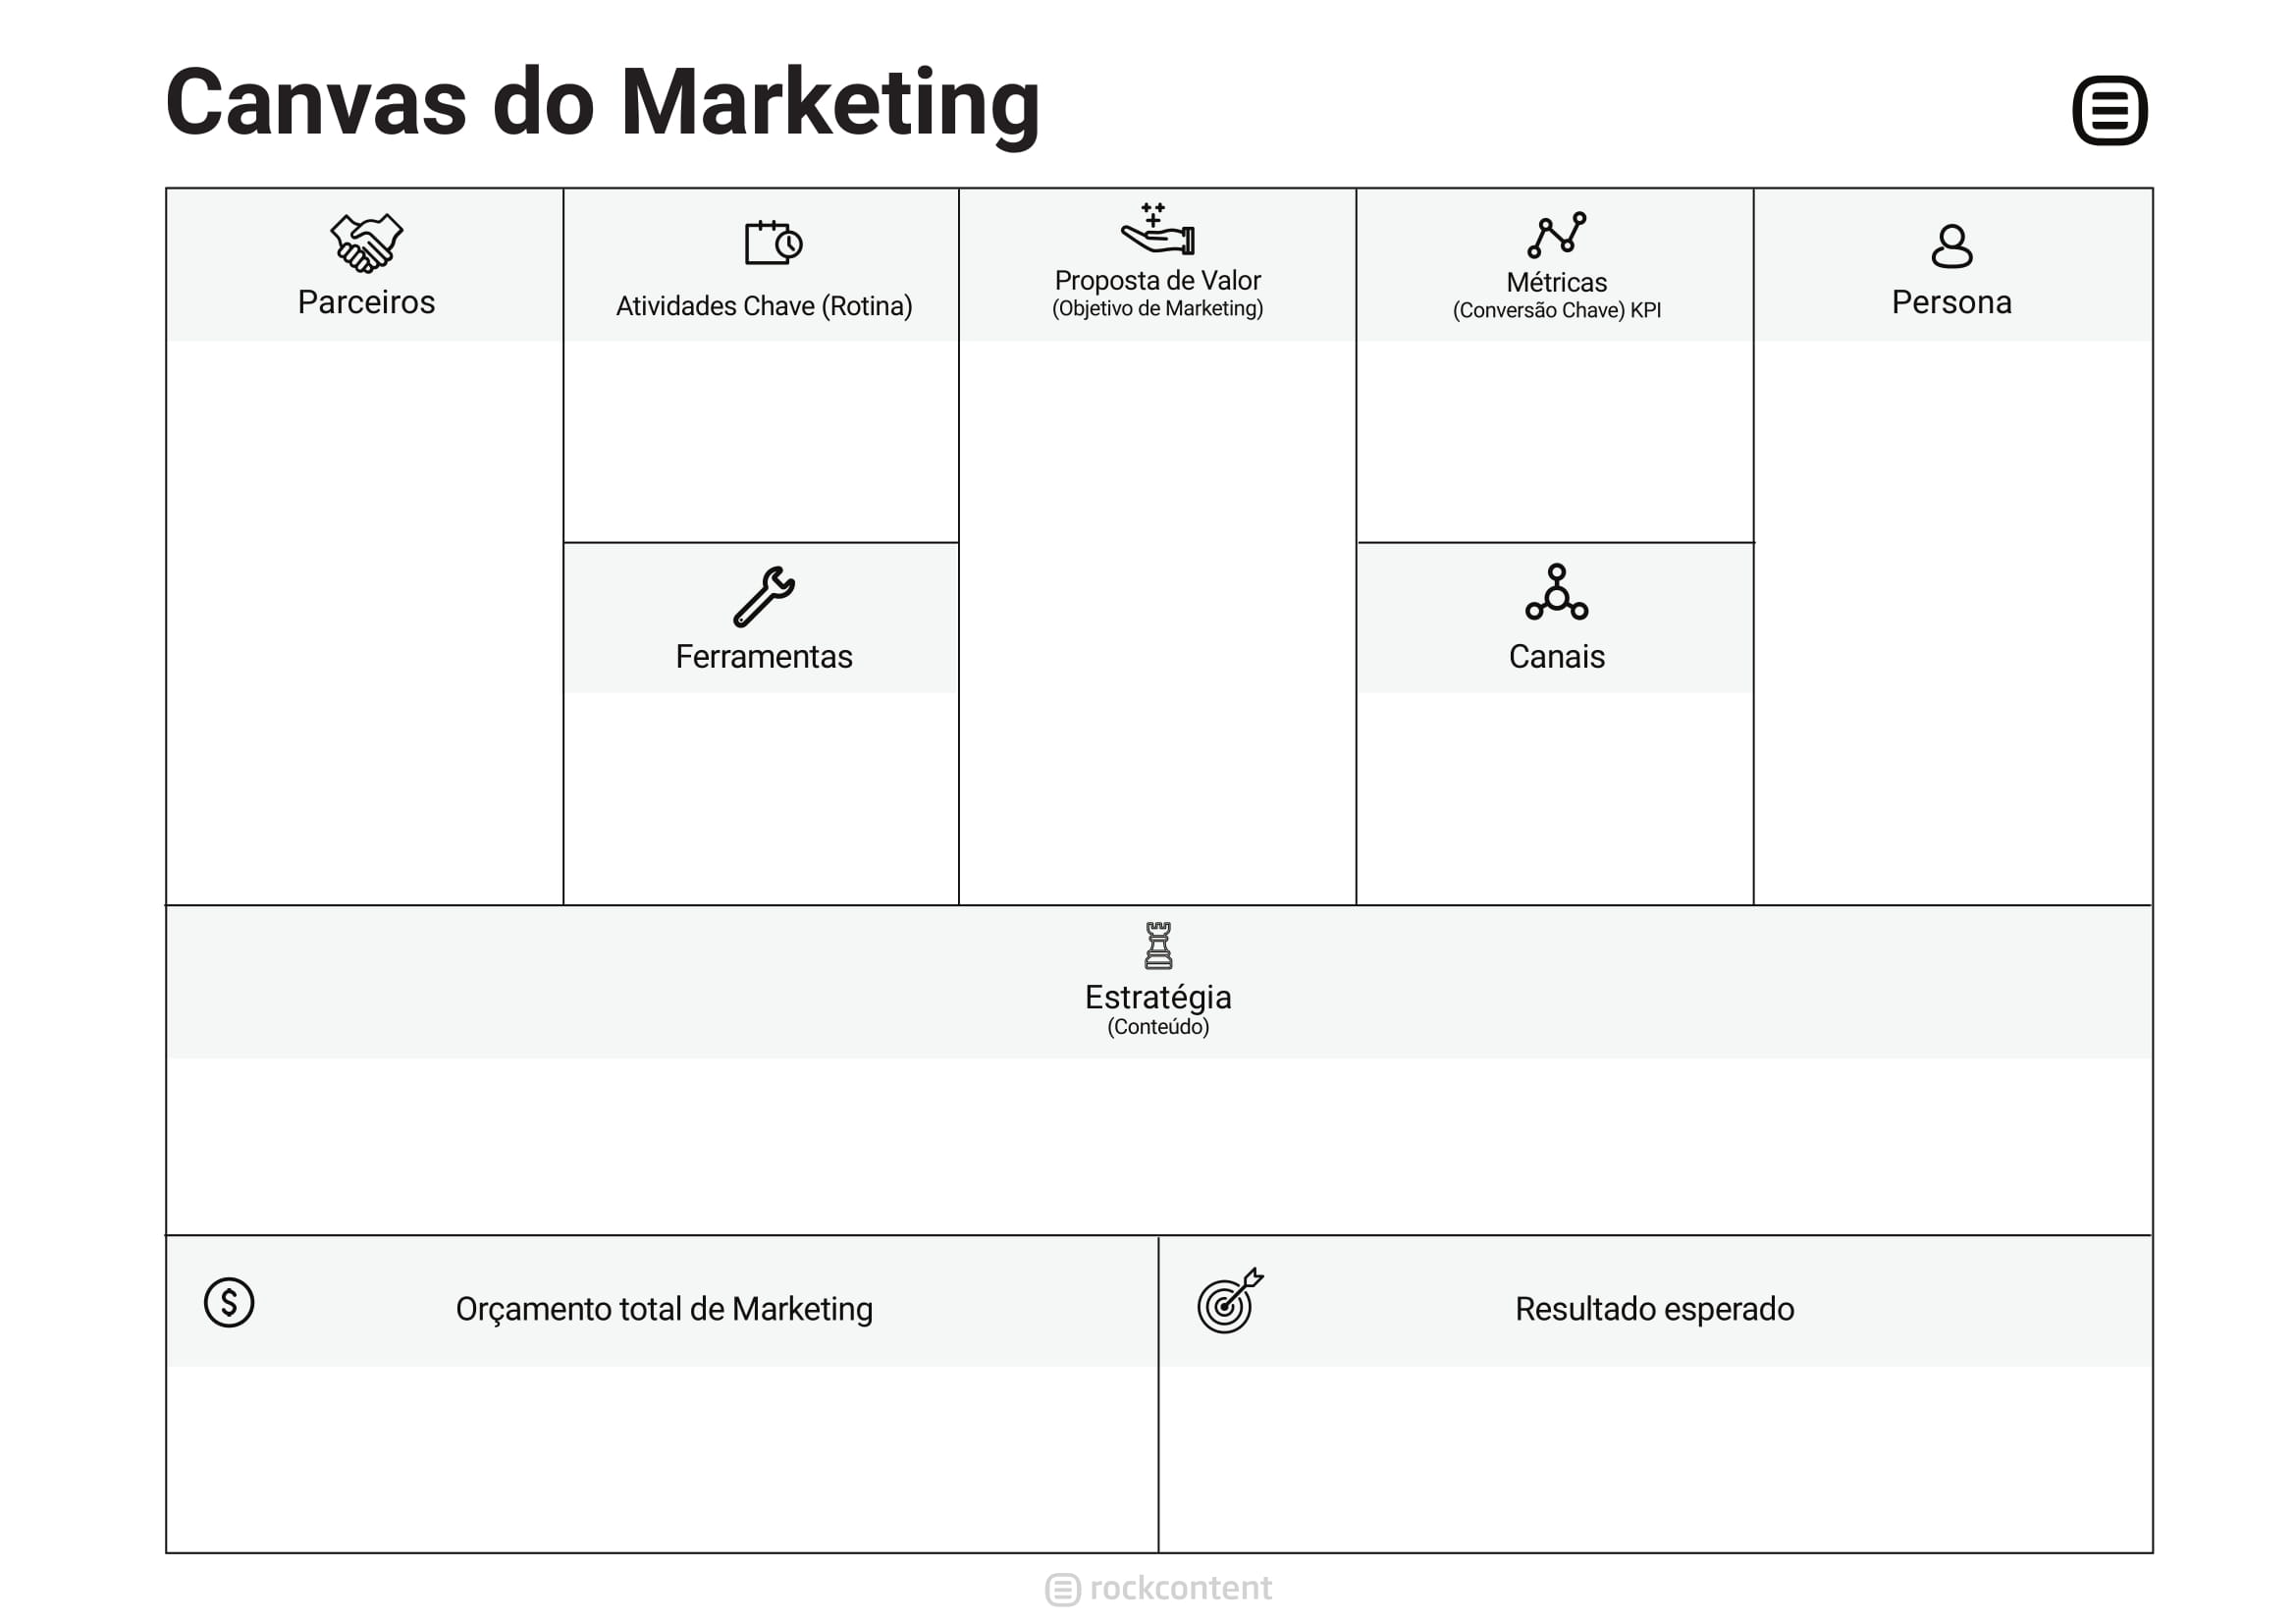 Canvas do Marketing
Parceiros
Atividades Chave (Rotina)
Proposta de Valor
(Objetivo de Marketing)
Métricas
(Conversão Chave) KPI
Persona
Ferramentas
Canais
Estratégia
(Conteúdo)
Orçamento total de Marketing
Resultado esperado
rockcontent